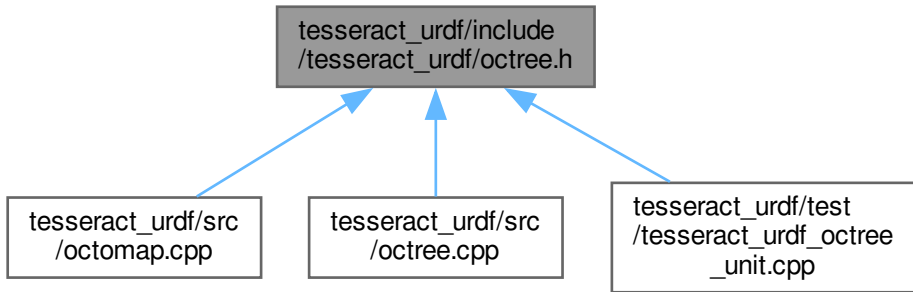 tesseract_urdf/include
/tesseract_urdf/octree.h
tesseract_urdf/src
/octomap.cpp
tesseract_urdf/src
/octree.cpp
tesseract_urdf/test
/tesseract_urdf_octree
_unit.cpp